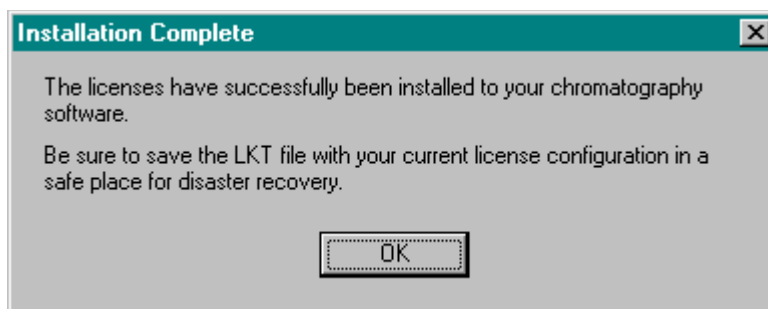 Installation Complete
The licenses have successfully been installed to your chromatography
software.
Be sure to save the LKT file with your current license configuration in a
safe place for disaster recovery.
OK